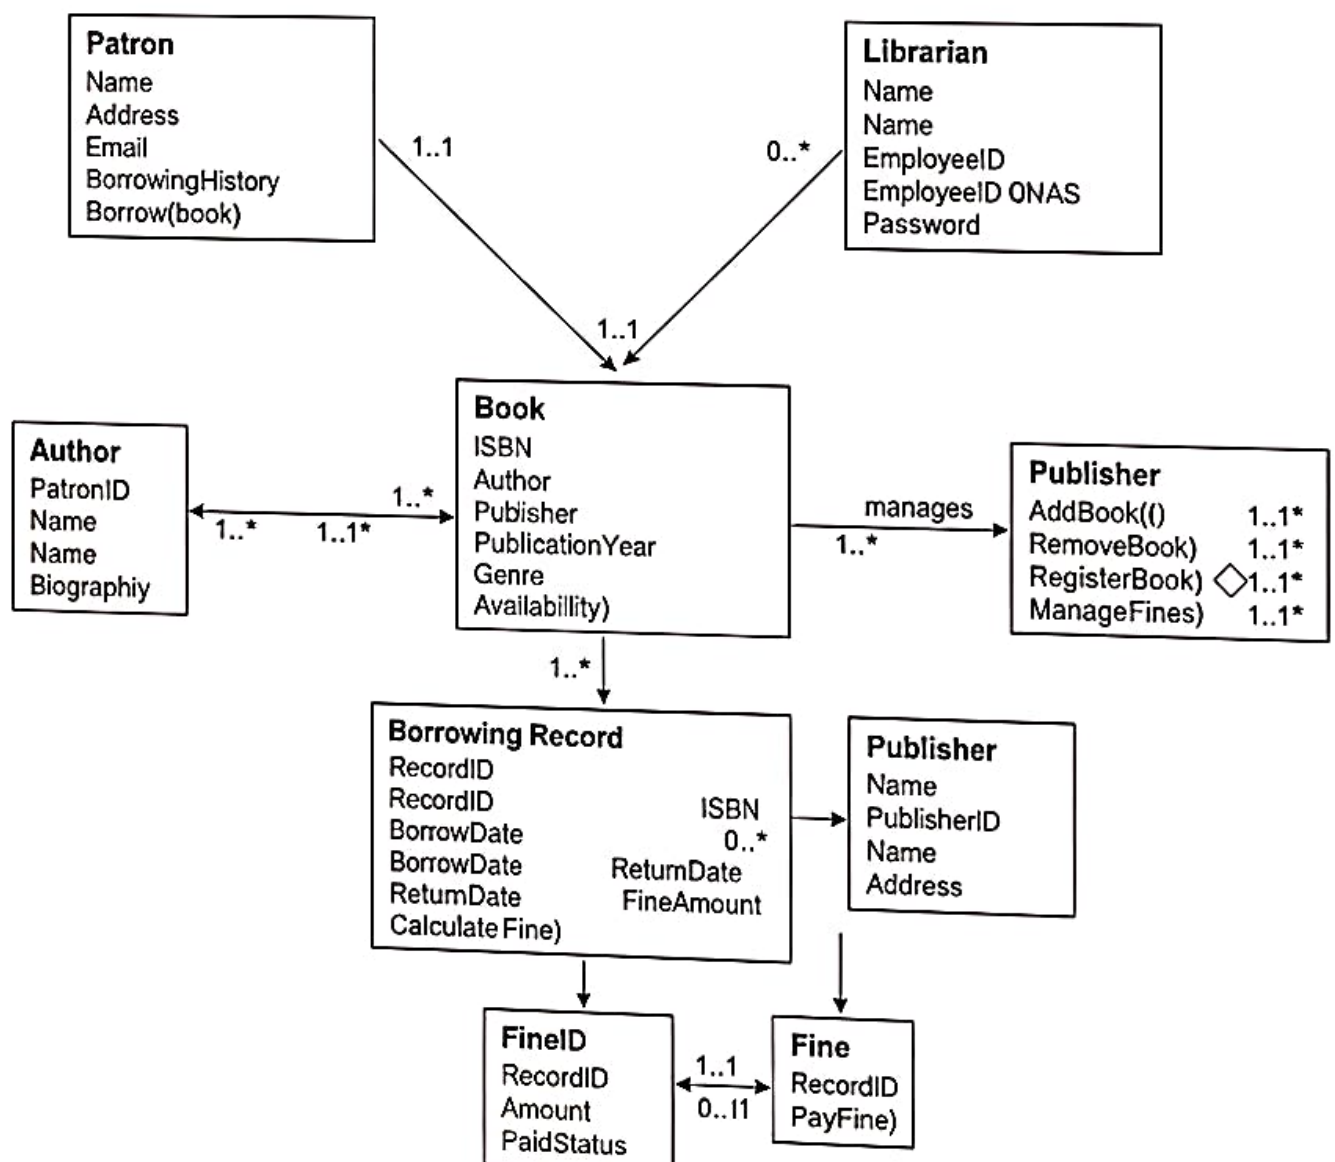 Patron
Name
Address
Email
BorrowingHistory
Borrow(book)
Librarian
Name
Name
EmployeeID
EmployeeID ONAS
Password
1..1
0..*
1..1
Author
PatronID
Name
Name
Biographiy
1..*
1..*
1..1*
Book
ISBN
Author
Pubisher
PublicationYear
Genre
Availabillity)
manages
1..*
Publisher
AddBook(() 1..1*
RemoveBook) 1..1*
RegisterBook) 1..1*
ManageFines) 1..1*
1..*
Borrowing Record
RecordID
RecordID
BorrowDate
BorrowDate
RetumDate
Calculate Fine)
ISBN
0..*
RetumDate
FineAmount
Publisher
Name
PublisherID
Name
Address
FineID
RecordID
Amount
PaidStatus
1..1
0..I1
Fine
RecordID
PayFine)